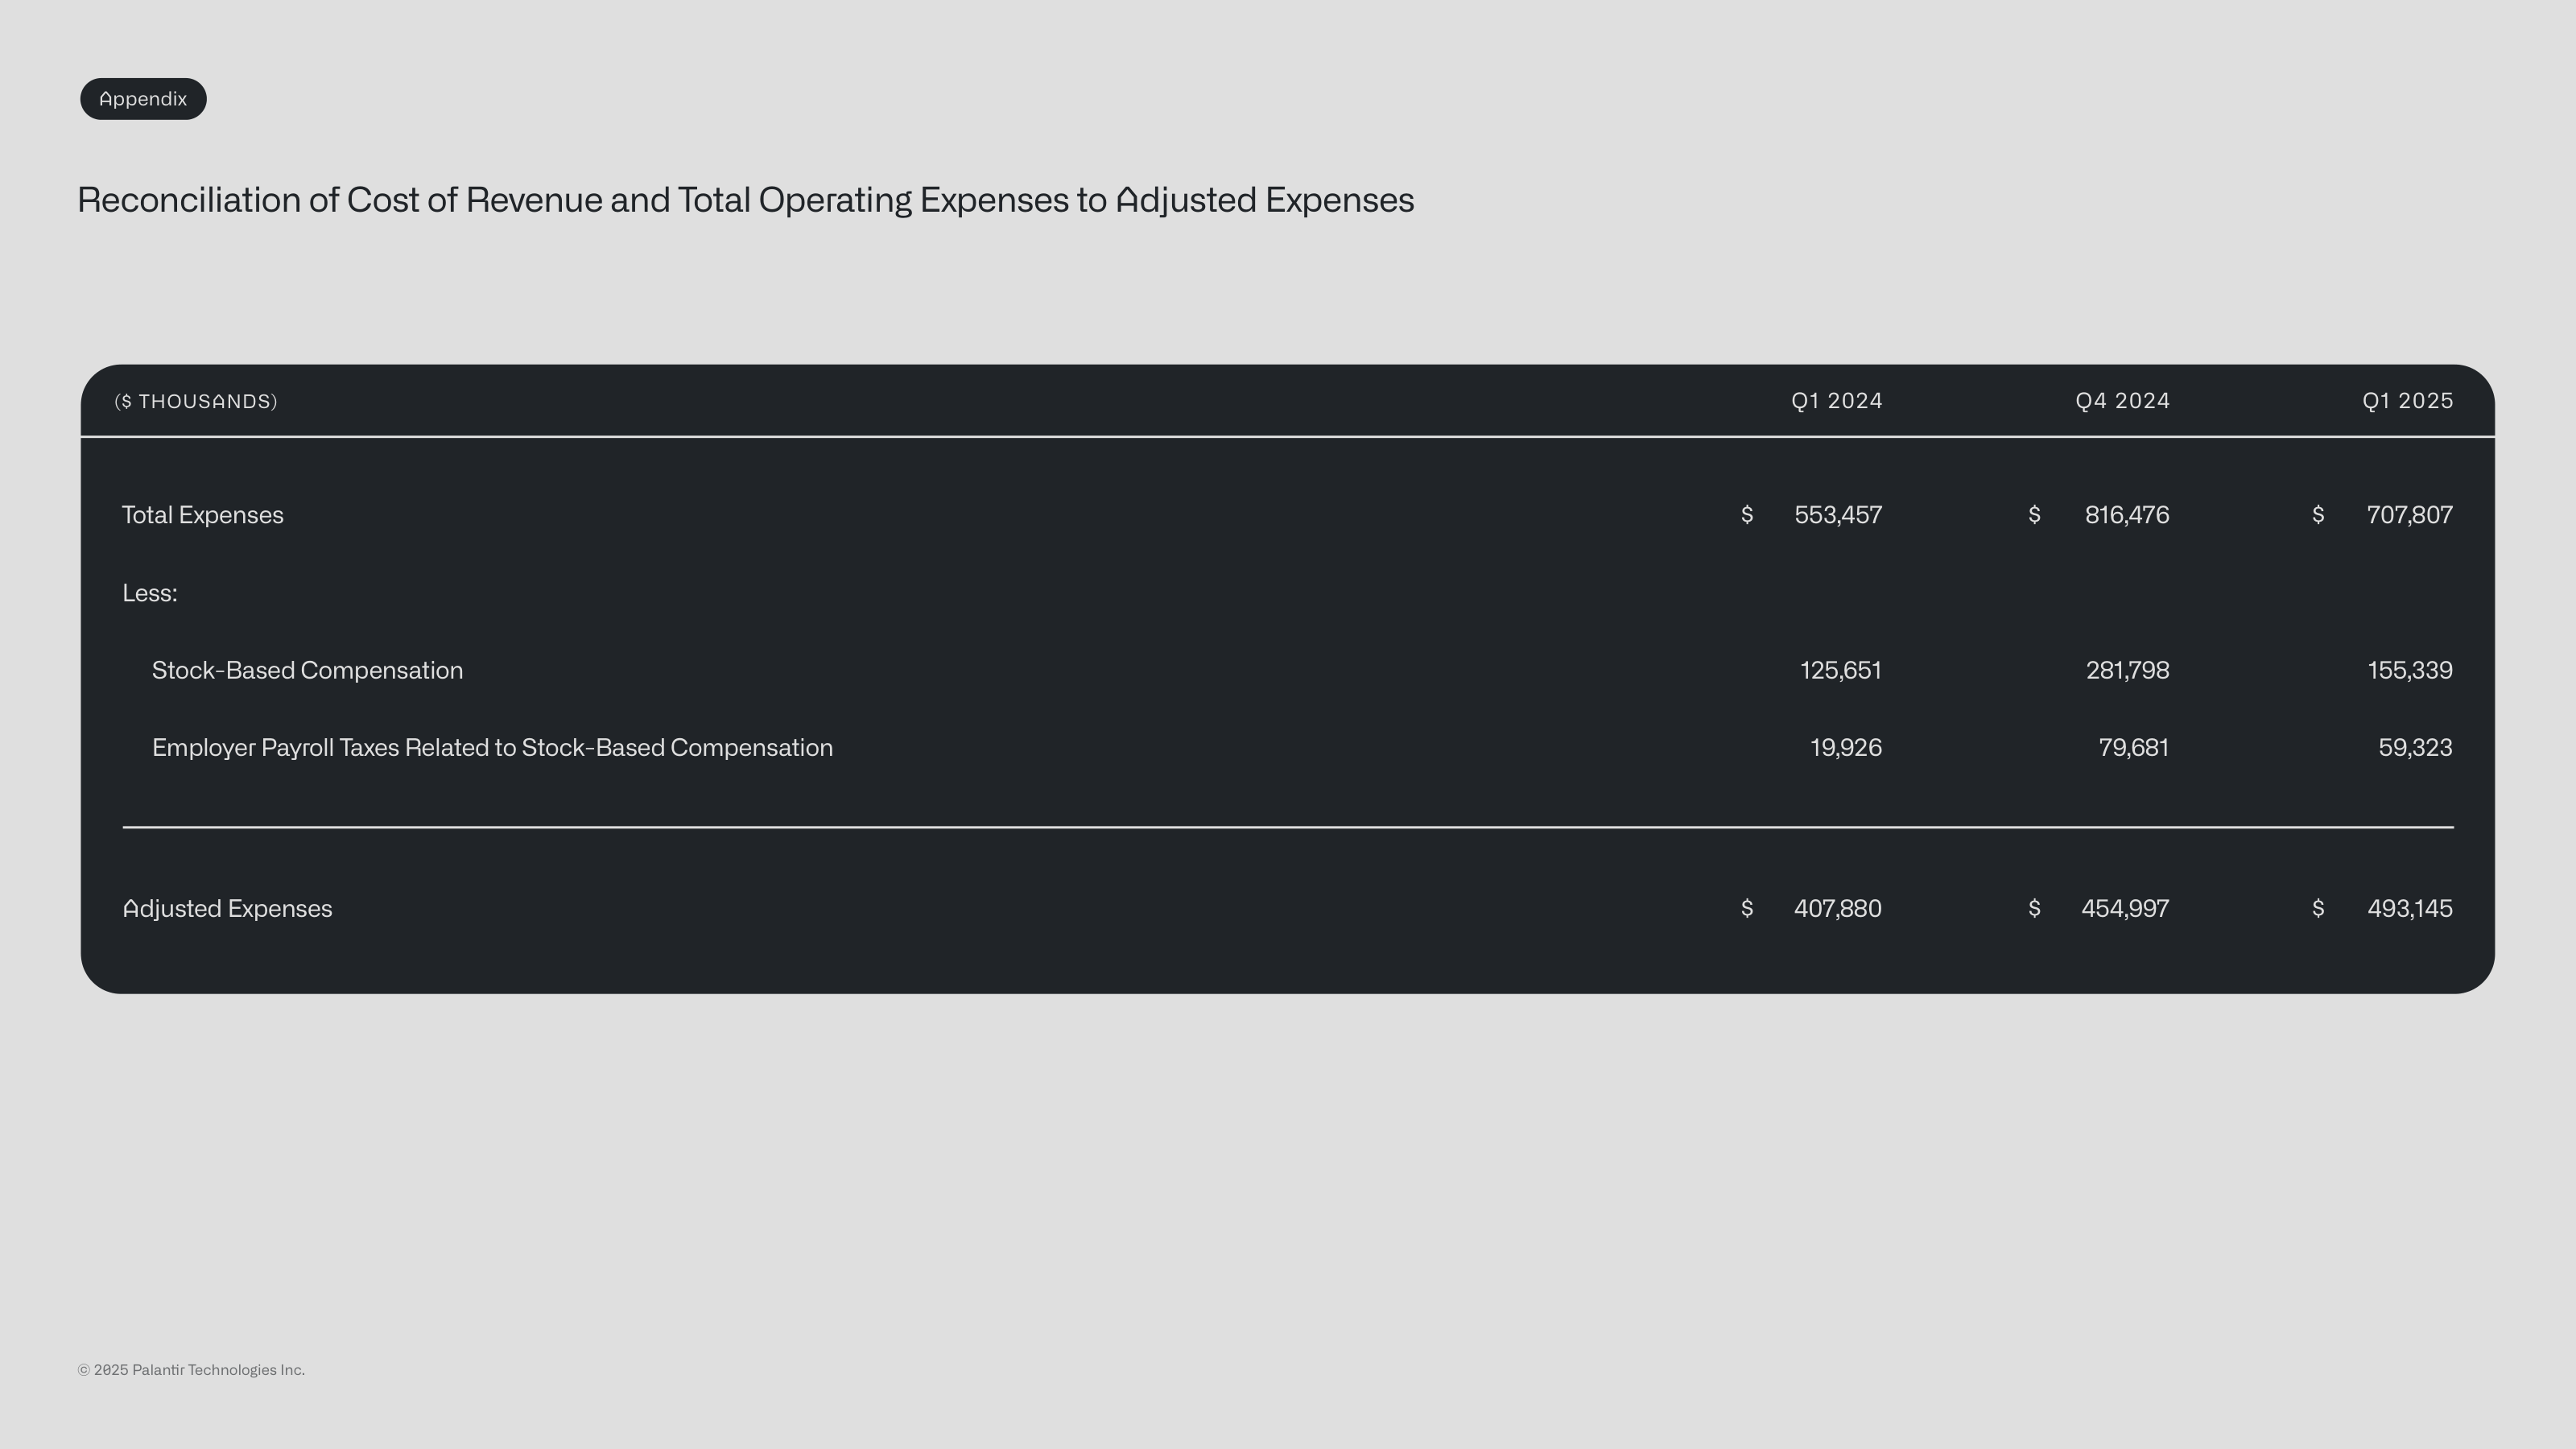 Appendix
Reconciliation of Cost of Revenue and Total Operating Expenses to Adjusted Expenses
($ THOUSANDS) Q1 2024 Q4 2024 Q1 2025
Total Expenses $ 553,457 $ 816,476 $ 707,807
Less:
Stock-Based Compensation 125,651 281,798 155,339
Employer Payroll Taxes Related to Stock-Based Compensation 19,926 79,681 59,323
Adjusted Expenses $ 407,880 $ 454,997 $ 493,145
© 2025 Palantir Technologies Inc.